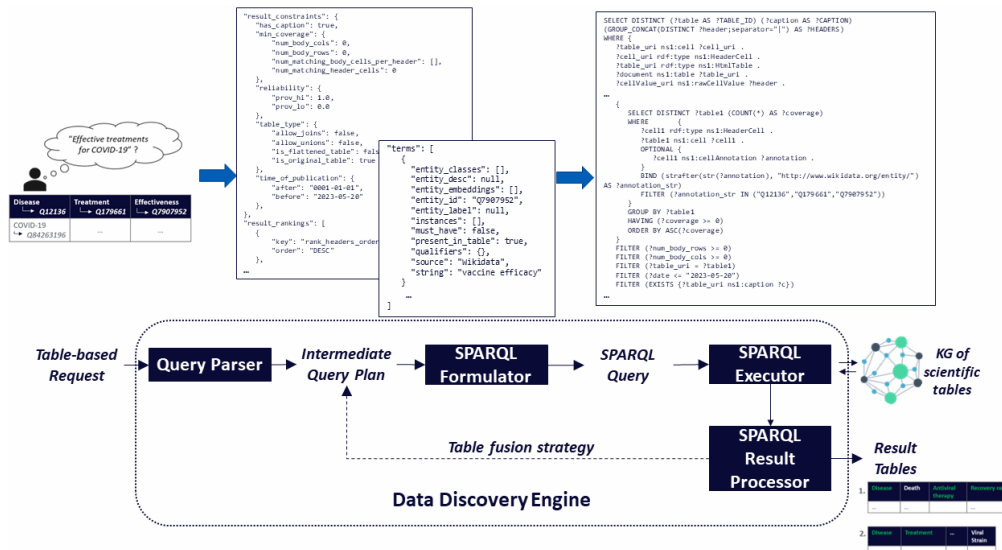 "Effective treatments
for COVID-19" ?
Disease
Treatment
Effectiveness
Q12136
Q179661
Q7907952
COVID-19
Q84263196
...
...
"result_constraints": {
"has_caption": true,
"min_coverage": {
"num_body_cols": 0,
"num_body_rows": 0,
"num_matching_body_cells_per_header": [],
"num_matching_header_cells": 0
},
"reliability": {
"prov_hi": 1.0,
"prov_lo": 0.0
},
"table_type": {
"allow_joins": false,
"allow_unions": false,
"is_flattened_table": fals
"is_original_table": true
},
"time_of_publication": {
"after": "0001-01-01",
"before": "2023-05-20"
},
},
"result_rankings": [
{
"key": "rank_headers_order
"order": "DESC"
},
…
"terms": [
{
"entity_classes": [],
"entity_desc": null,
"entity_embeddings": [],
"entity_id": "Q7907952",
"entity_label": null,
"instances": [],
"must_have": false,
"present_in_table": true,
"qualifiers": {},
"source": "Wikidata",
"string": "vaccine efficacy"
}
…
]
SELECT DISTINCT (?table AS ?TABLE_ID) (?caption AS ?CAPTION)
(GROUP_CONCAT(DISTINCT ?header;separator="|") AS ?HEADERS)
WHERE {
?table_uri ns1:cell ?cell_uri .
?cell_uri rdf:type ns1:HeaderCell .
?table_uri rdf:type ns1:HtmlTable .
?document ns1:table ?table_uri .
?cellValue_uri ns1:rawCellValue ?header .
…
{
SELECT DISTINCT ?table1 (COUNT(*) AS ?coverage)
WHERE {
?cell1 rdf:type ns1:HeaderCell .
?table1 ns1:cell ?cell1 .
OPTIONAL {
?cell1 ns1:cellAnnotation ?annotation .
}
BIND (strafter(str(?annotation), "http://www.wikidata.org/entity/")
AS ?annotation_str)
FILTER (?annotation_str IN ("Q12136","Q179661","Q7907952"))
}
GROUP BY ?table1
HAVING (?coverage >= 0)
ORDER BY ASC(?coverage)
}
FILTER (?num_body_rows >= 0)
FILTER (?num_body_cols >= 0)
FILTER (?table_uri = ?table1)
FILTER (?date <= "2023-05-20")
FILTER (EXISTS {?table_uri ns1:caption ?c})
…
Table-based
Request
Query Parser
Intermediate
Query Plan
SPARQL
Formulator
SPARQL
Query
SPARQL
Executor
KG of
scientific
tables
Table fusion strategy
SPARQL
Result
Processor
Result
Tables
Data Discovery Engine
1.
Disease
Death
Antiviral
therapy
...
...
2.
Disease
Treatment
...
Viral
Strain